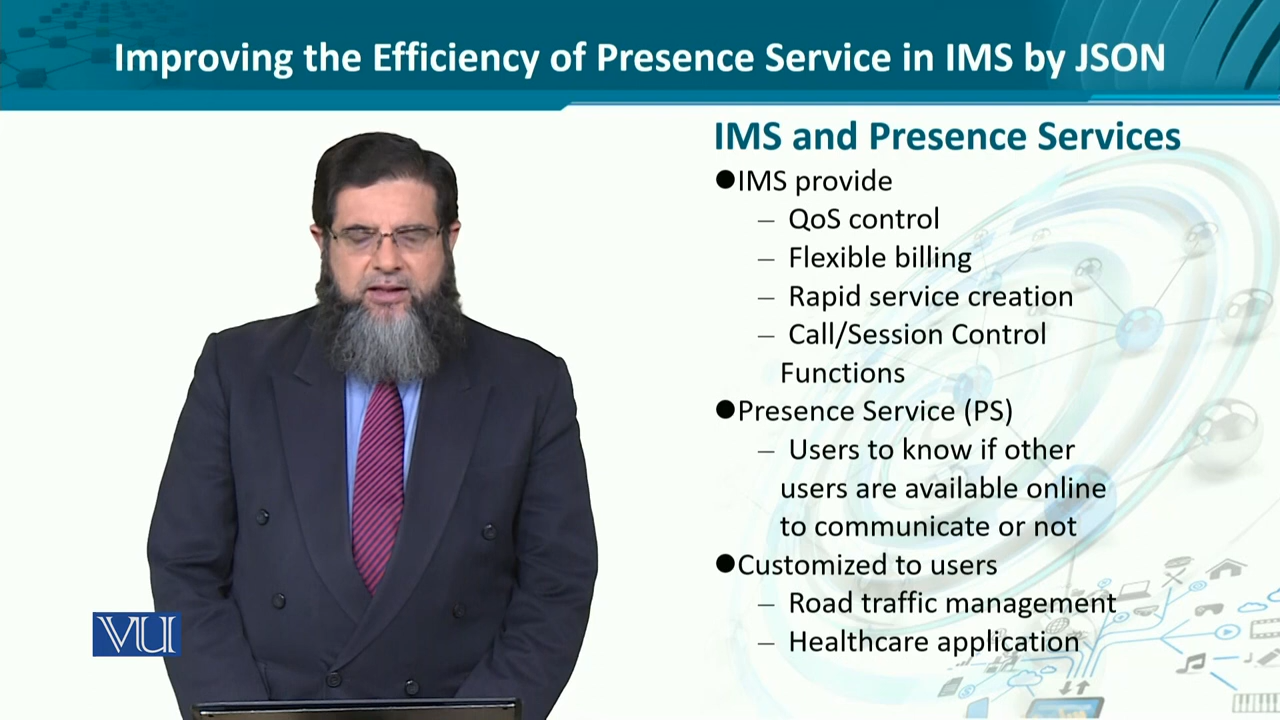 Improving the Efficiency of Presence Service in IMS by JSON
IMS and Presence Services
●IMS provide
– QoS control
– Flexible billing
– Rapid service creation
– Call/Session Control
Functions
●Presence Service (PS)
– Users to know if other
users are available online
to communicate or not
●Customized to users
– Road traffic management
– Healthcare application
VU